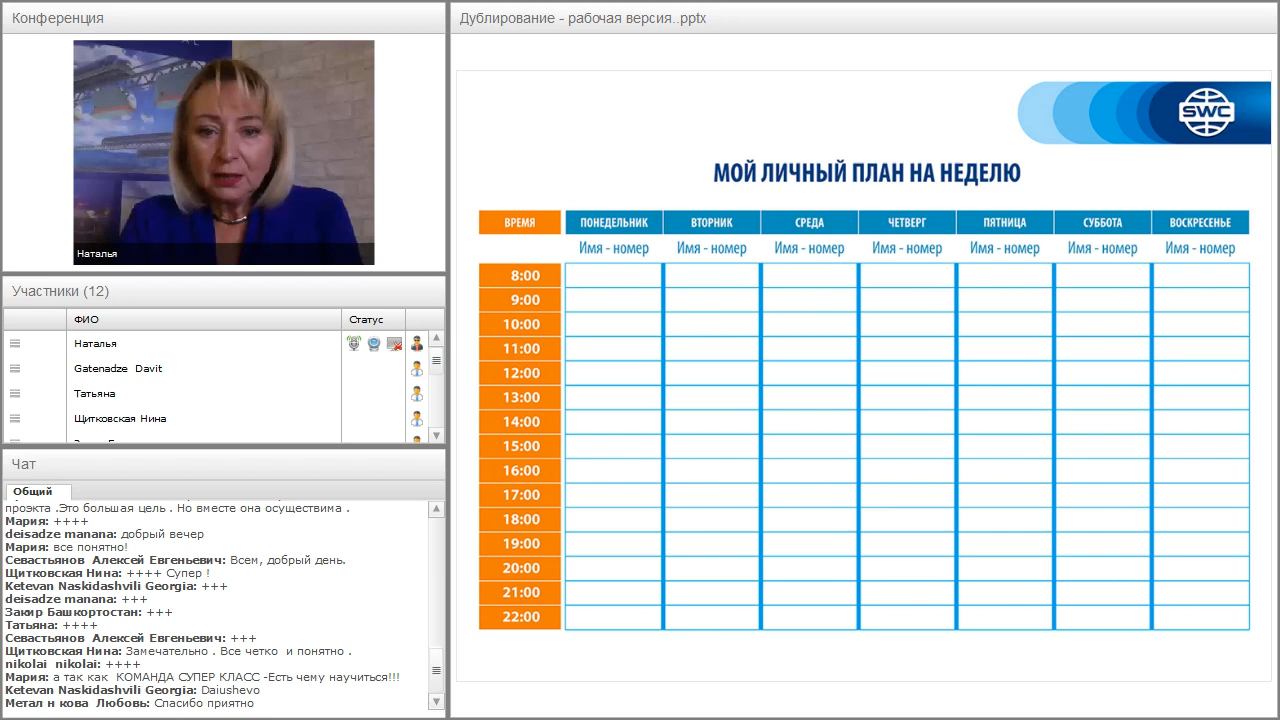 Конференция
Наталья
Участники (12)
ФИО
Статус
Наталья
Gatenadze Davit
Татьяна
Щитковская Нина
Чат
Общий
проэкта .Это большая цель . Но вместе она осуществима .
Мария: ++++
deisadze manana: добрый вечер
Мария: все понятно!
Севастьянов Алексей Евгеньевич: Всем, добрый день.
Щитковская Нина: ++++ Супер !
Ketevan Naskidashvili Georgia: +++
deisadze manana: +++
Закир Башкортостан: +++
Татьяна: ++++
Севастьянов Алексей Евгеньевич: +++
Щитковская Нина: Замечательно . Все четко и понятно .
nikolai nikolai: ++++
Мария: а так как КОМАНДА СУПЕР КЛАСС -Есть чему научиться!!!
Ketevan Naskidashvili Georgia: Daiushevo
Метал н кова Любовь: Спесибо приятно
Дублирование - рабочая версия..pptx
SWC
МОЙ ЛИЧНЫЙ ПЛАН НА НЕДЕЛЮ
ВРЕМЯ ПОНЕДЕЛЬНИК ВТОРНИК СРЕДА ЧЕТВЕРГ ПЯТНИЦА СУББОТА ВОСКРЕСЕНЬЕ
Имя - номер Имя - номер Имя - номер Имя - номер Имя - номер Имя - номер Имя - номер
8:00
9:00
10:00
11:00
12:00
13:00
14:00
15:00
16:00
17:00
18:00
19:00
20:00
21:00
22:00